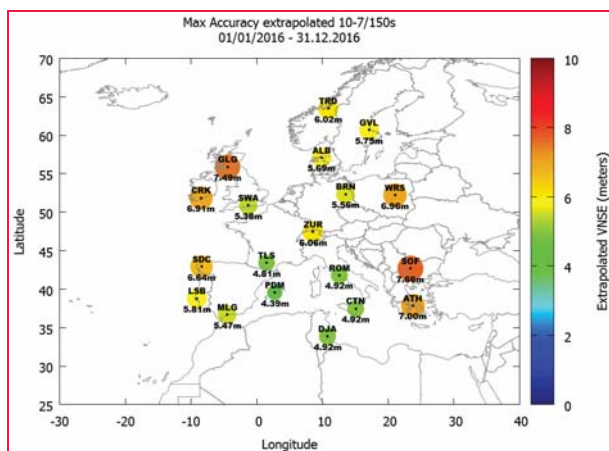 Max Accuracy extrapolated 10-7/150s
01/01/2016 - 31.12.2016
70
65
60
55
50
45
40
35
30
25
Latitude
-30
-20
-10
0
10
20
30
40
Longitude
TRD
6.02m
GVL
5.75m
ALB
5.69m
GLG
7.49m
CRK
6.91m
SWA
5.38m
BRN
5.56m
WRS
6.96m
ZUR
6.06m
SDC
6.64m
TLS
4.81m
ROM
4.92m
SOF
7.66m
LSB
5.81m
PDM
4.39m
MLG
5.47m
CTN
4.92m
ATH
7.00m
DJA
4.92m
10
8
6
4
2
0
Extrapolated VNSE (meters)